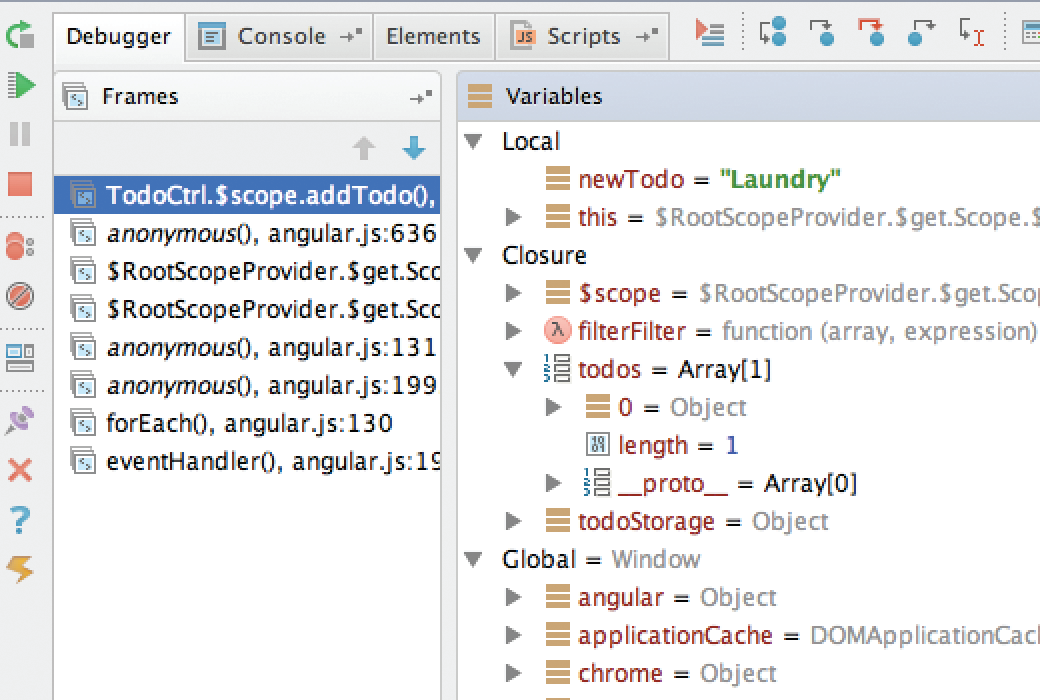 Debugger Console Elements Scripts
Frames
TodoCtrl.$scope.addTodo(),
anonymous(), angular.js:636
$RootScopeProvider.$get.Sco
$RootScopeProvider.$get.Sco
anonymous(), angular.js:131
anonymous(), angular.js:199
forEach(), angular.js:130
eventHandler(), angular.js:19
Variables
Local
newTodo = "Laundry"
this = $RootScopeProvider.$get.Scope.$
Closure
$scope = $RootScopeProvider.$get.Scop
filterFilter = function (array, expression)
todos = Array[1]
0 = Object
length = 1
__proto__ = Array[0]
todoStorage = Object
Global = Window
angular = Object
applicationCache = DOMApplicationCach
chrome = Object